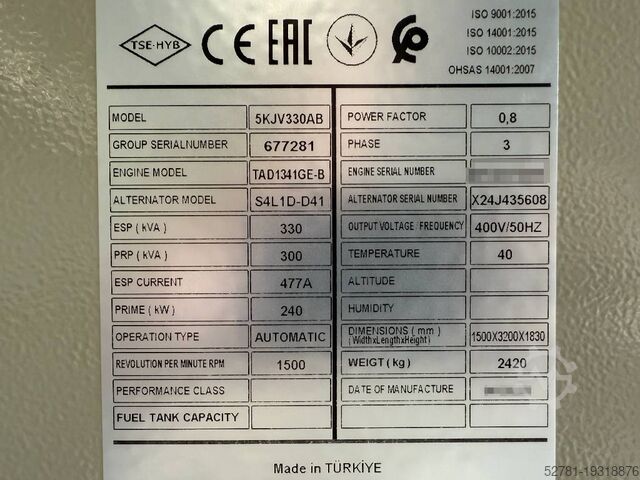 TSE-HYB CE EAC
ISO 9001:2015
ISO 14001:2015
ISO 10002:2015
OHSAS 14001:2007
MODEL 5KJV330AB POWER FACTOR 0,8
GROUP SERIALNUMBER 677281 PHASE 3
ENGINE MODEL TAD1341GE-B ENGINE SERIAL NUMBER
ALTERNATOR MODEL S4L1D-D41 ALTERNATOR SERIAL NUMBER X24J435608
ESP ( kVA ) 330 OUTPUT VOLTAGE / FREQUENCY 400V/50HZ
PRP ( kVA ) 300 TEMPERATURE 40
ESP CURRENT 477A ALTITUDE
PRIME ( kW ) 240 HUMIDITY
OPERATION TYPE AUTOMATIC DIMENSIONS ( mm ) (WidthxLengthxHeight) 1500X3200X1830
REVOLUTION PER MINUTE RPM 1500 WEIGT ( kg ) 2420
PERFORMANCE CLASS DATE OF MANUFACTURE
FUEL TANK CAPACITY
Made in TÜRKİYE
52781-19318876